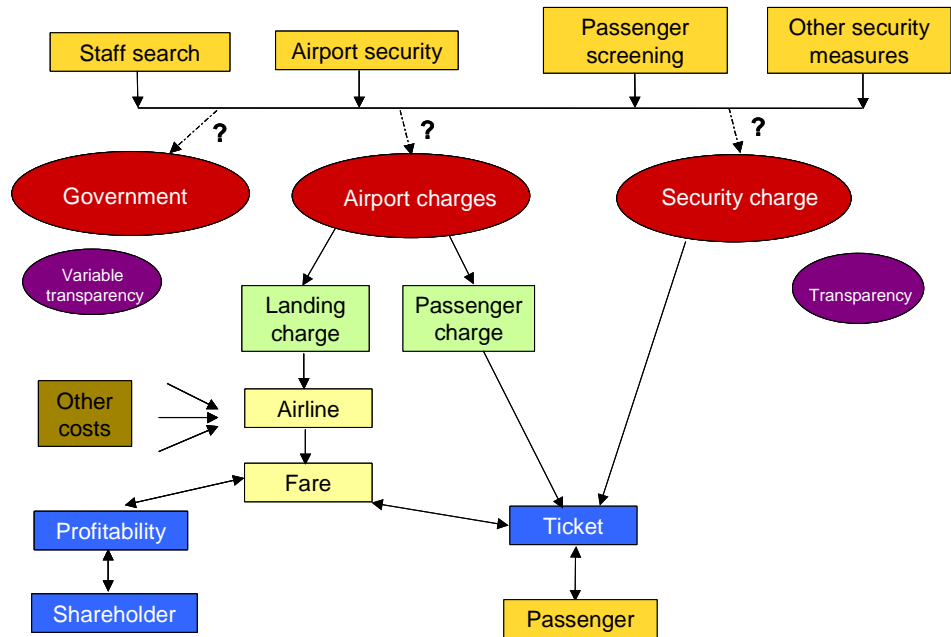 Staff search
Airport security
Passenger
screening
Other security
measures
?
?
?
Government
Airport charges
Security charge
Variable
transparency
Transparency
Landing
charge
Passenger
charge
Other
costs
Airline
Fare
Profitability
Ticket
Shareholder
Passenger